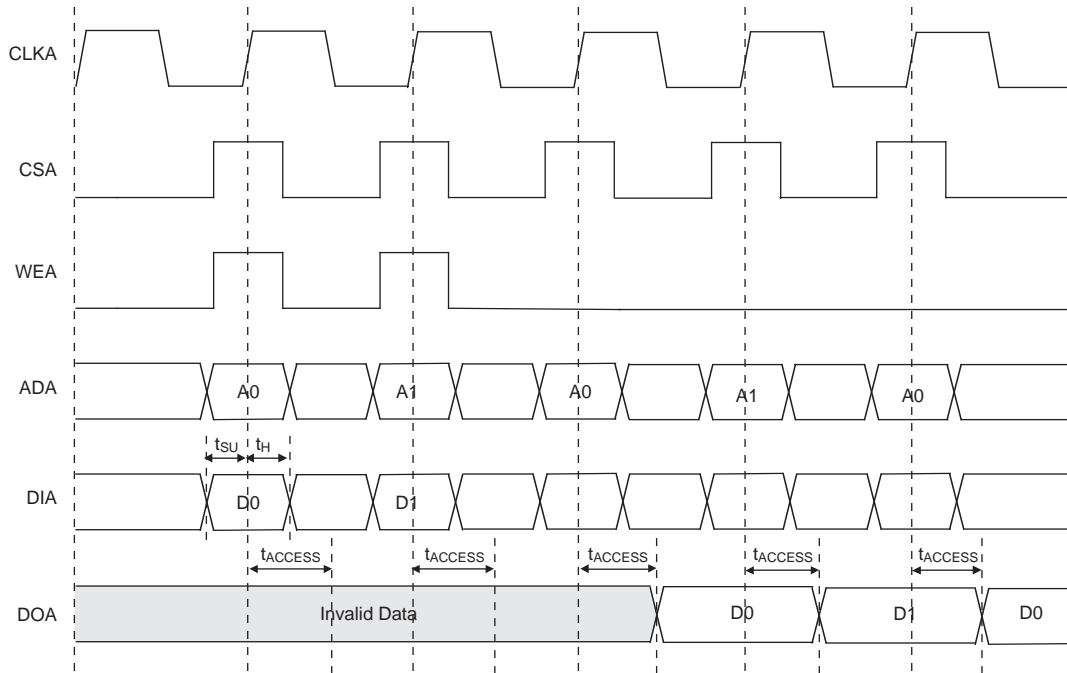 CLKA
CSA
WEA
ADA A0 A1 A0 A1 A0
tSU tH
DIA D0 D1
tACCESS tACCESS tACCESS tACCESS tACCESS
DOA Invalid Data D0 D1 D0